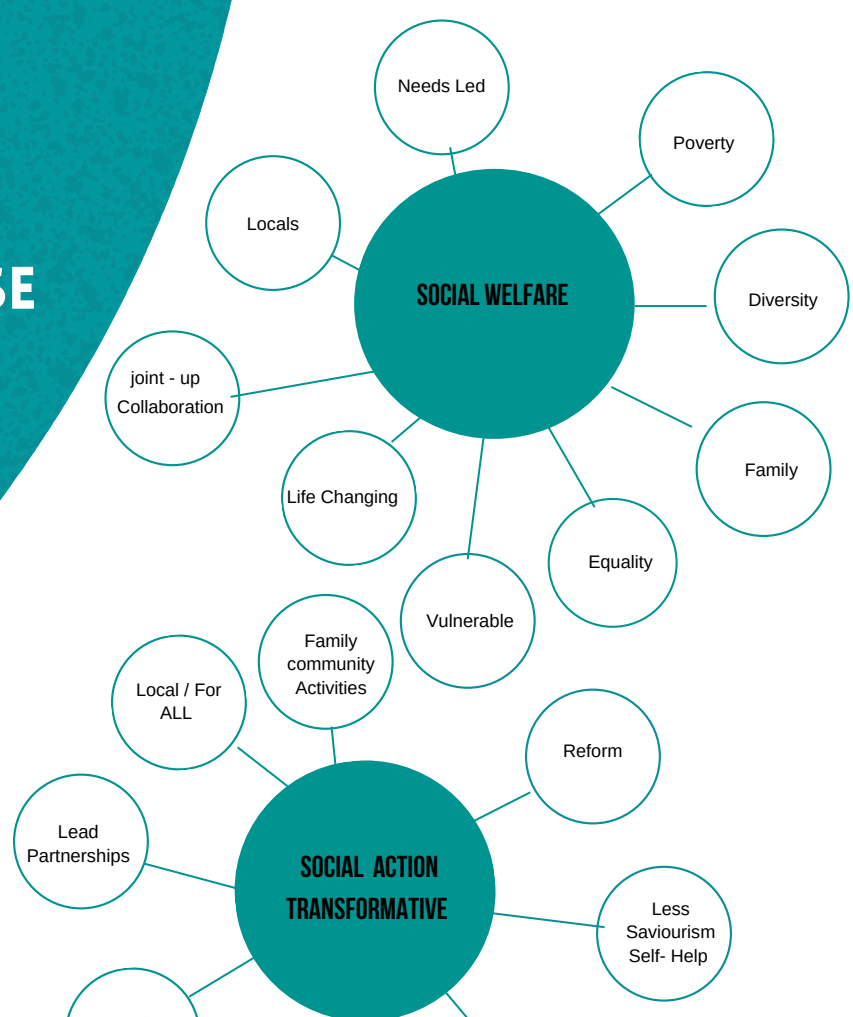 Needs Led
Poverty
Locals
SE
SOCIAL WELFARE
Diversity
joint - up
Collaboration
Family
Life Changing
Equality
Vulnerable
Family
community
Activities
Local / For
ALL
Reform
Lead
Partnerships
SOCIAL ACTION
TRANSFORMATIVE
Less
Saviourism
Self- Help